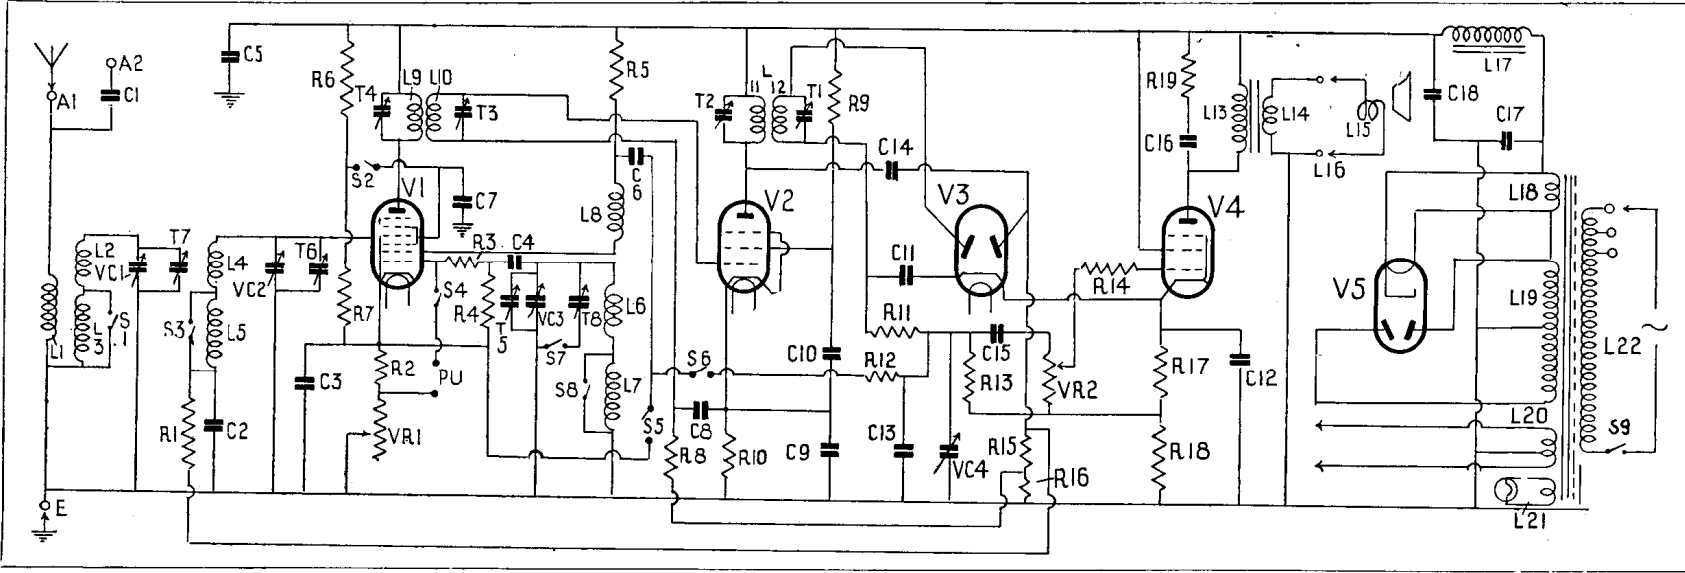 A1
A2
C1
E
L1
L2
L
3
S
1
VC1
T7
C5
R6
T4
L9
L10
T3
S2
V1
C7
L4
L5
VC2
T6
S3
R1
C2
R7
C3
R2
VR1
PU
S4
R3
C4
R4
T
5
VC3
T8
S7
S8
R5
C
6
L8
L6
L7
S5
S6
R8
C8
R10
T2
L
11
12
T1
R9
V2
C14
C11
V3
R11
R12
C10
C9
C13
VC4
R13
C15
VR2
R14
R15
R16
R17
R18
C12
R19
C16
V4
L13
L14
L15
L16
C18
L17
C17
V5
L18
L19
L20
L21
L22
S9